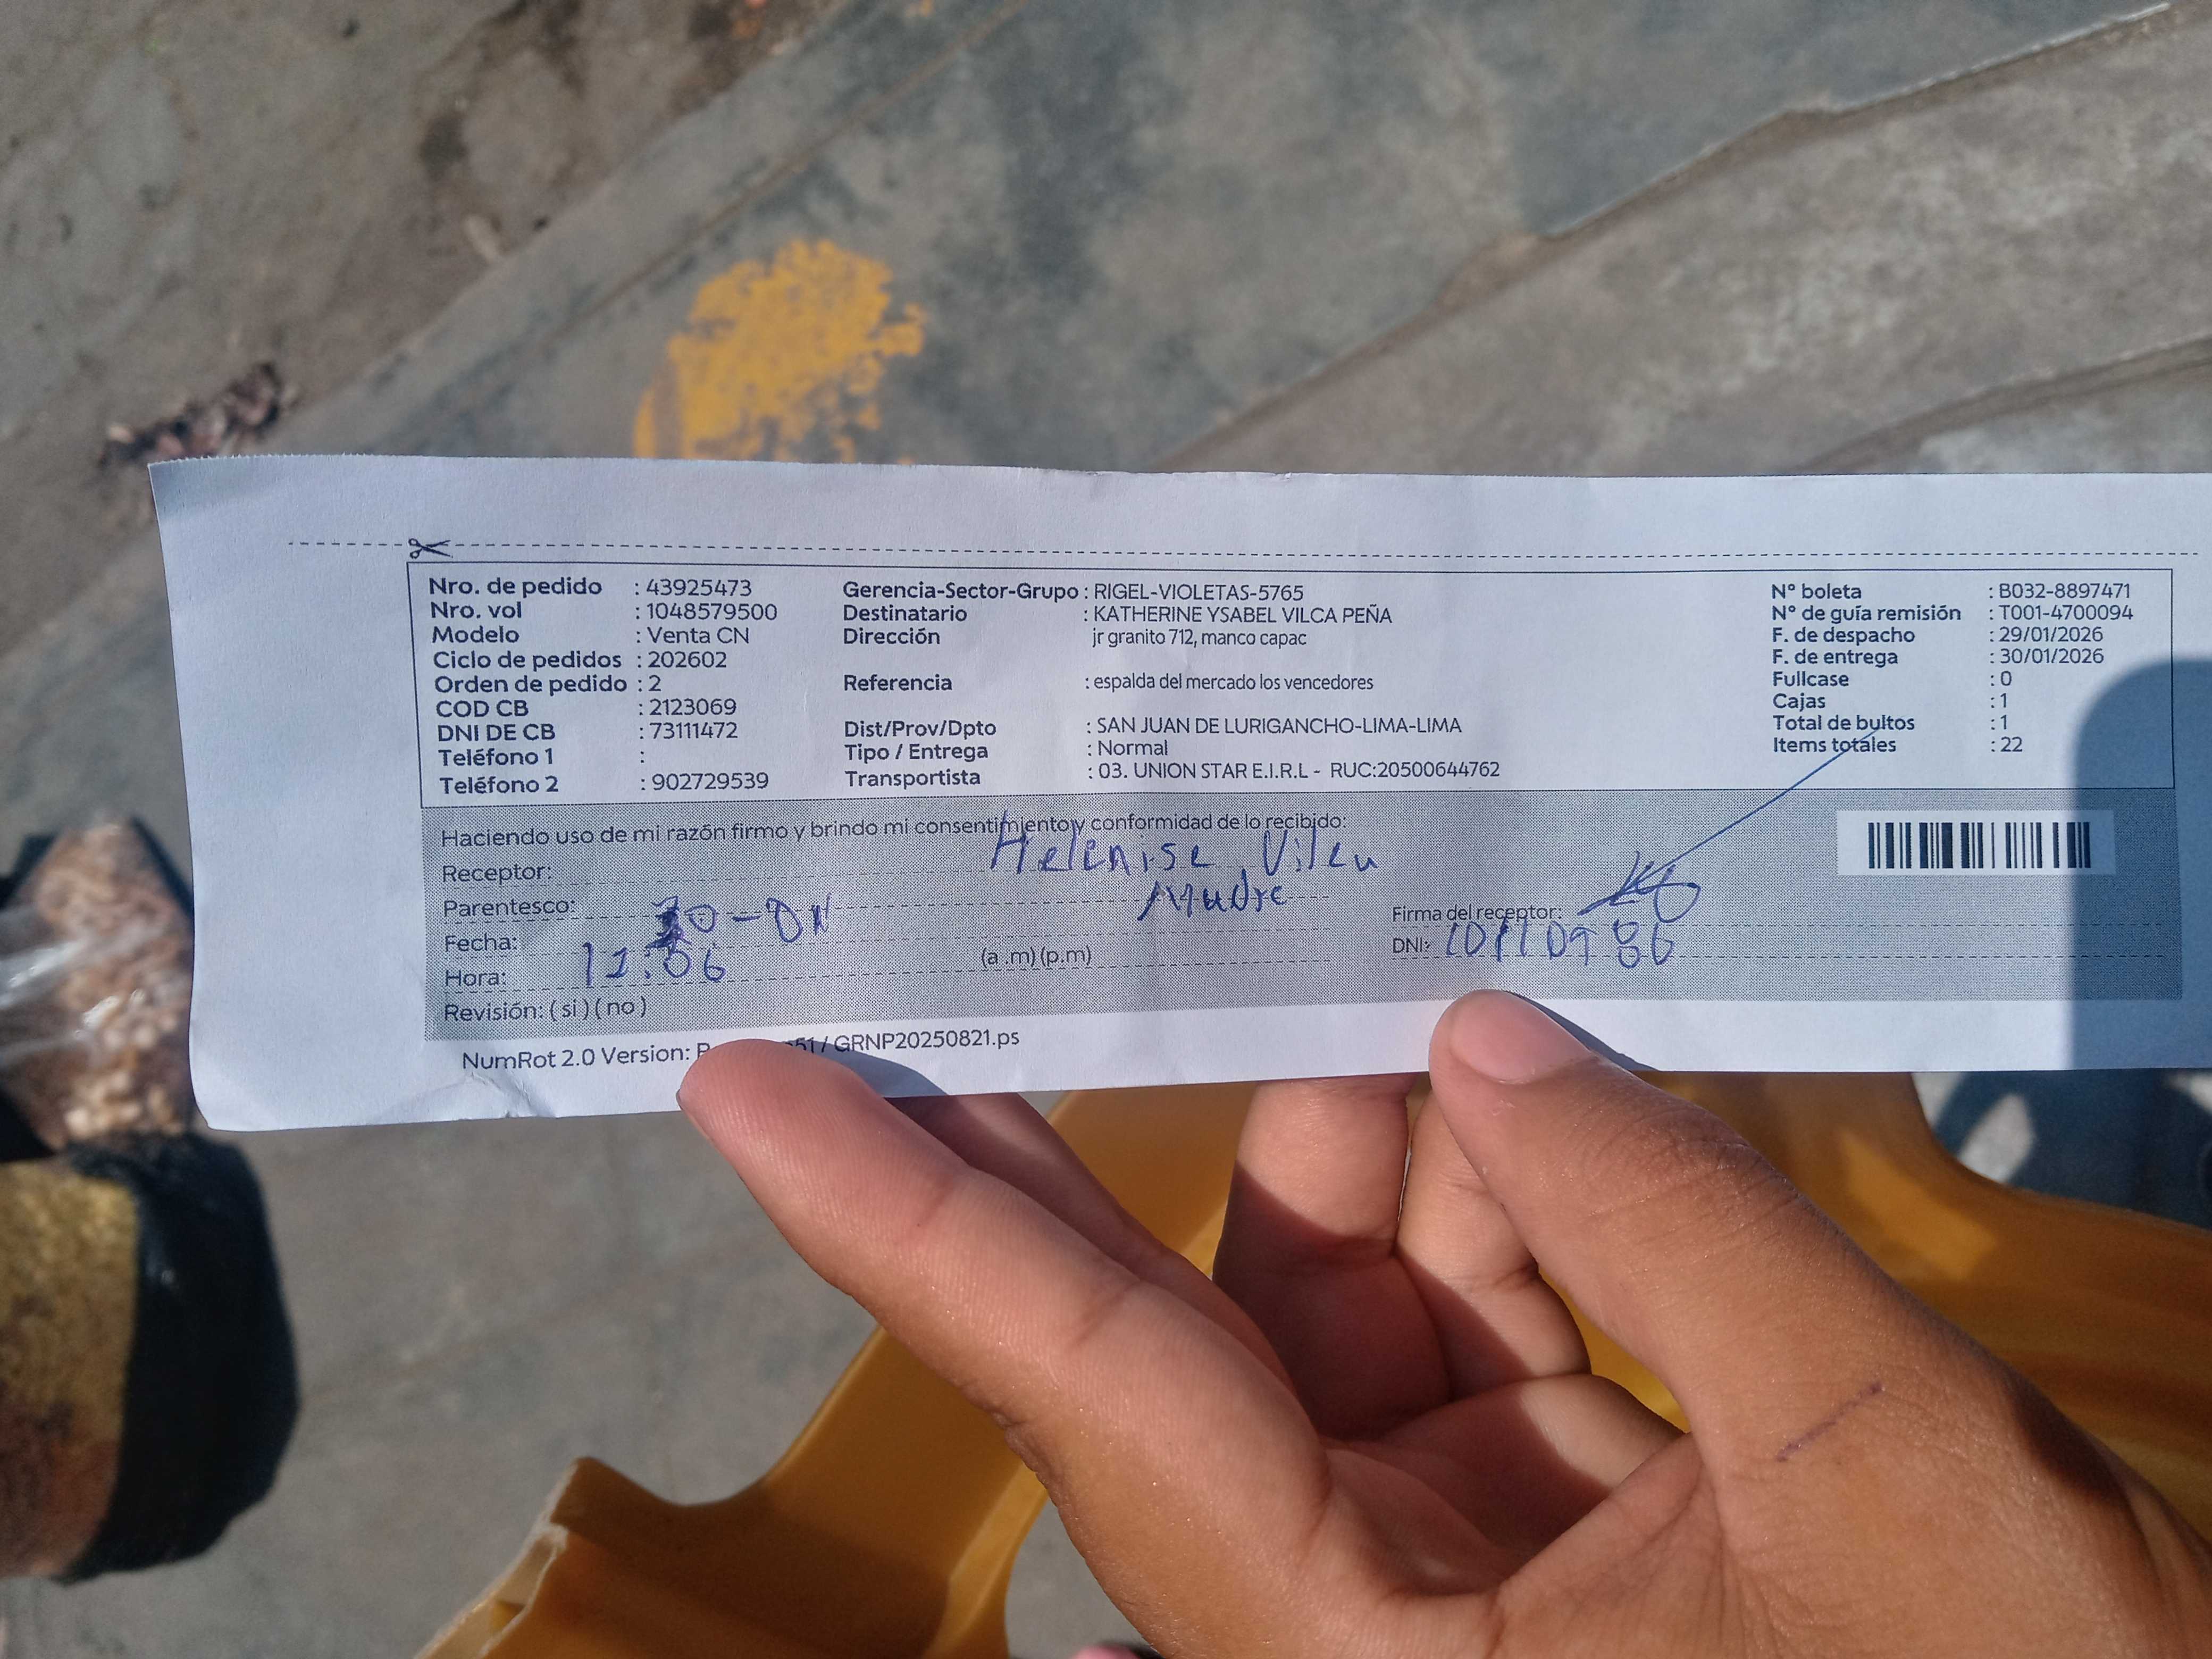 Nro. de pedido : 43925473
Nro. vol : 1048579500
Modelo : Venta CN
Ciclo de pedidos : 202602
Orden de pedido : 2
COD CB : 2123069
DNI DE CB : 73111472
Teléfono 1 :
Teléfono 2 : 902729539
Gerencia-Sector-Grupo : RIGEL-VIOLETAS-5765
Destinatario : KATHERINE YSABEL VILCA PEÑA
Dirección jr granito 712, manco capac
Referencia : espalda del mercado los vencedores
Dist/Prov/Dpto : SAN JUAN DE LURIGANCHO-LIMA-LIMA
Tipo / Entrega : Normal
Transportista : 03. UNION STAR E.I.R.L - RUC:20500644762
N° boleta : B032-8897471
N° de guía remisión : T001-4700094
F. de despacho : 29/01/2026
F. de entrega : 30/01/2026
Fullcase : 0
Cajas : 1
Total de bultos : 1
Items totales : 22
Haciendo uso de mi razón firmo y brindo mi consentimiento y conformidad de lo recibido:
Receptor:
Parentesco: Madre
Fecha:
Hora: (a .m) (p.m)
Revisión: ( si ) ( no )
Firma del receptor:
DNI:
NumRot 2.0 Version: / GRNP20250821.ps